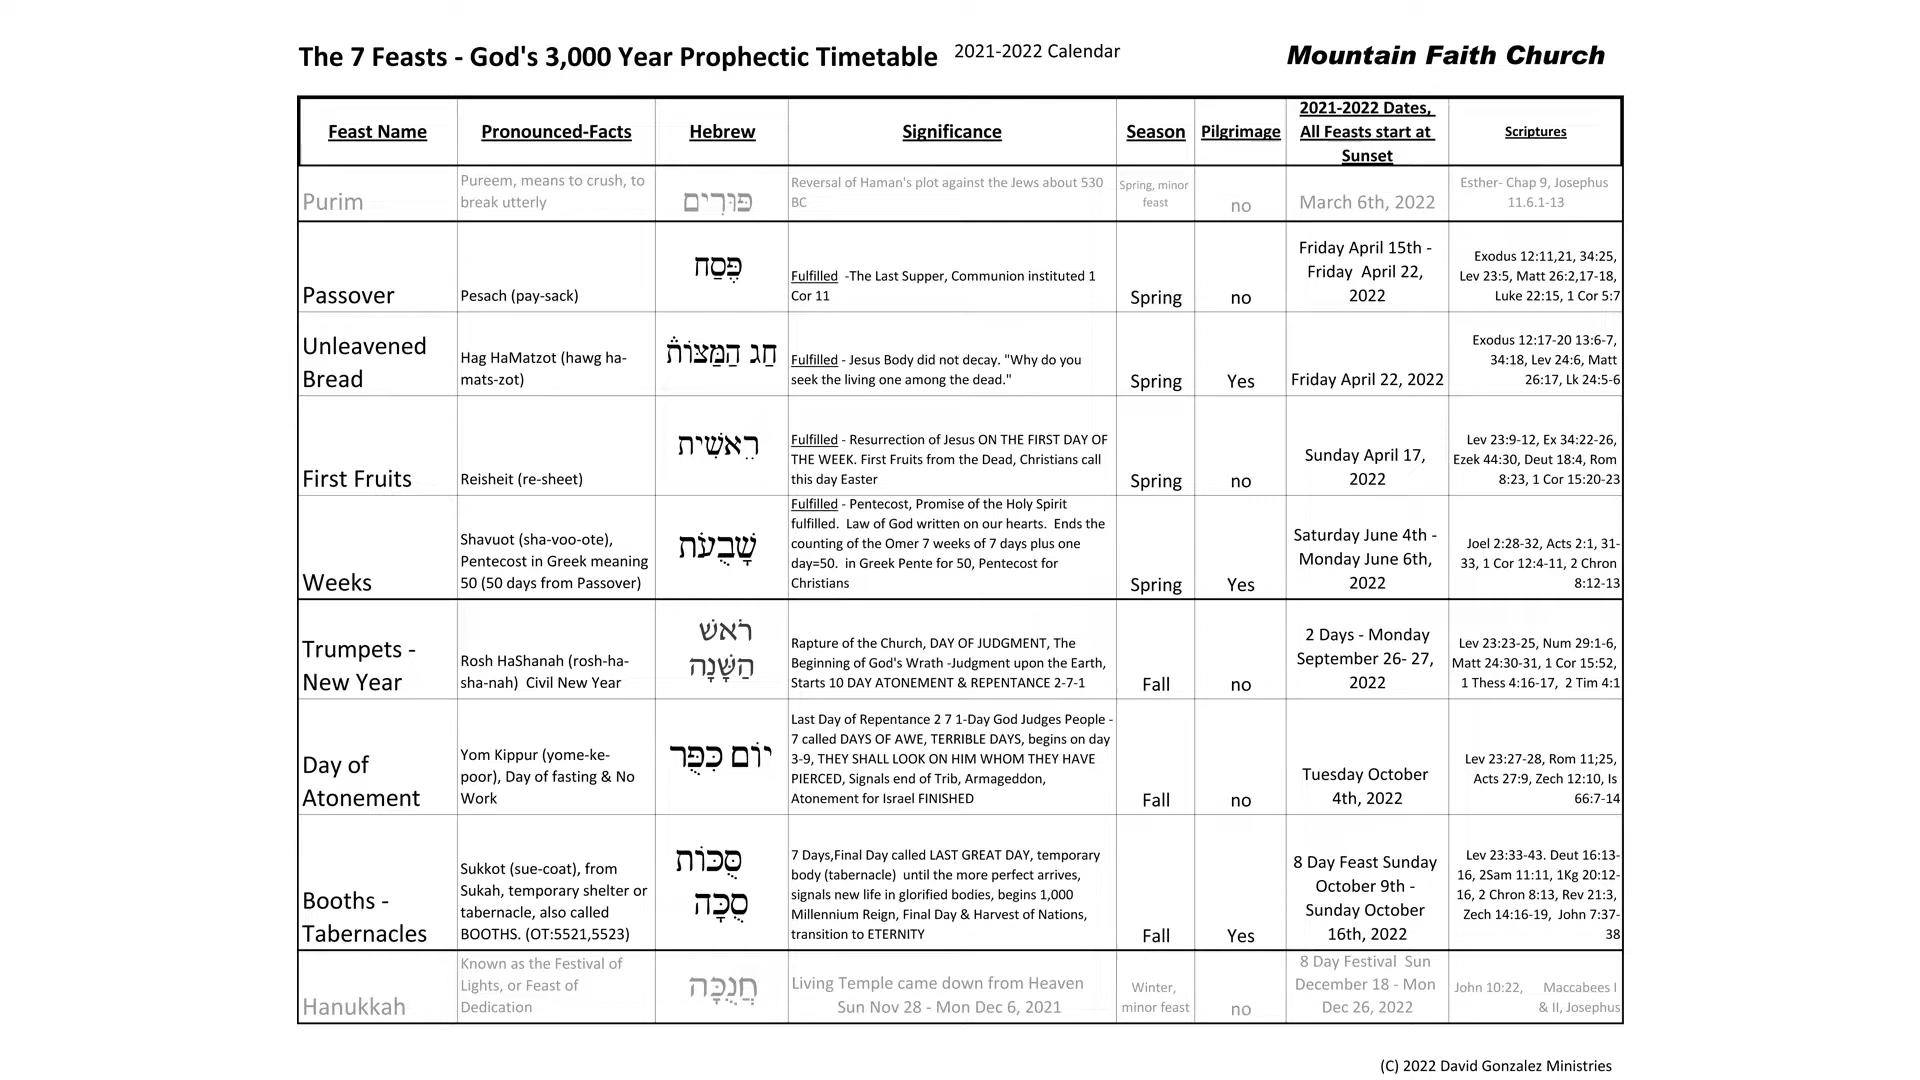 The 7 Feasts - God's 3,000 Year Prophectic Timetable
2021-2022 Calendar
Mountain Faith Church
Feast Name
Pronounced-Facts
Hebrew
Significance
Season
Pilgrimage
2021-2022 Dates,
All Feasts start at
Sunset
Scriptures
Purim
Pureem, means to crush, to
break utterly
פּוּרִים
Reversal of Haman's plot against the Jews about 530
BC
Spring, minor
feast
no
March 6th, 2022
Esther- Chap 9, Josephus
11.6.1-13
Passover
Pesach (pay-sack)
פֶּסַח
Fulfilled -The Last Supper, Communion instituted 1
Cor 11
Spring
no
Friday April 15th -
Friday April 22,
2022
Exodus 12:11,21, 34:25,
Lev 23:5, Matt 26:2,17-18,
Luke 22:15, 1 Cor 5:7
Unleavened
Bread
Hag HaMatzot (hawg ha-
mats-zot)
חַג הַמַּצּוֹת֩
Fulfilled - Jesus Body did not decay. "Why do you
seek the living one among the dead."
Spring
Yes
Friday April 22, 2022
Exodus 12:17-20 13:6-7,
34:18, Lev 24:6, Matt
26:17, Lk 24:5-6
First Fruits
Reisheit (re-sheet)
רֵאשִׁית
Fulfilled - Resurrection of Jesus ON THE FIRST DAY OF
THE WEEK. First Fruits from the Dead, Christians call
this day Easter
Spring
no
Sunday April 17,
2022
Lev 23:9-12, Ex 34:22-26,
Ezek 44:30, Deut 18:4, Rom
8:23, 1 Cor 15:20-23
Weeks
Shavuot (sha-voo-ote),
Pentecost in Greek meaning
50 (50 days from Passover)
שָׁבֻעֹת
Fulfilled - Pentecost, Promise of the Holy Spirit
fulfilled. Law of God written on our hearts. Ends the
counting of the Omer 7 weeks of 7 days plus one
day=50. in Greek Pente for 50, Pentecost for
Christians
Spring
Yes
Saturday June 4th -
Monday June 6th,
2022
Joel 2:28-32, Acts 2:1, 31-
33, 1 Cor 12:4-11, 2 Chron
8:12-13
Trumpets -
New Year
Rosh HaShanah (rosh-ha-
sha-nah) Civil New Year
רֹאשׁ
הַשָּׁנָה
Rapture of the Church, DAY OF JUDGMENT, The
Beginning of God's Wrath -Judgment upon the Earth,
Starts 10 DAY ATONEMENT & REPENTANCE 2-7-1
Fall
no
2 Days - Monday
September 26- 27,
2022
Lev 23:23-25, Num 29:1-6,
Matt 24:30-31, 1 Cor 15:52,
1 Thess 4:16-17, 2 Tim 4:1
Day of
Atonement
Yom Kippur (yome-ke-
poor), Day of fasting & No
Work
יוֹם כִּפֻּר
Last Day of Repentance 2 7 1-Day God Judges People -
7 called DAYS OF AWE, TERRIBLE DAYS, begins on day
3-9, THEY SHALL LOOK ON HIM WHOM THEY HAVE
PIERCED, Signals end of Trib, Armageddon,
Atonement for Israel FINISHED
Fall
no
Tuesday October
4th, 2022
Lev 23:27-28, Rom 11;25,
Acts 27:9, Zech 12:10, Is
66:7-14
Booths -
Tabernacles
Sukkot (sue-coat), from
Sukah, temporary shelter or
tabernacle, also called
BOOTHS. (OT:5521,5523)
סֻּכּוֹת
סֻכָּה
7 Days,Final Day called LAST GREAT DAY, temporary
body (tabernacle) until the more perfect arrives,
signals new life in glorified bodies, begins 1,000
Millennium Reign, Final Day & Harvest of Nations,
transition to ETERNITY
Fall
Yes
8 Day Feast Sunday
October 9th -
Sunday October
16th, 2022
Lev 23:33-43. Deut 16:13-
16, 2Sam 11:11, 1Kg 20:12-
16, 2 Chron 8:13, Rev 21:3,
Zech 14:16-19, John 7:37-
38
Hanukkah
Known as the Festival of
Lights, or Feast of
Dedication
חֲנֻכָּה
Living Temple came down from Heaven
Sun Nov 28 - Mon Dec 6, 2021
Winter,
minor feast
no
8 Day Festival Sun
December 18 - Mon
Dec 26, 2022
John 10:22, Maccabees I
& II, Josephus
(C) 2022 David Gonzalez Ministries